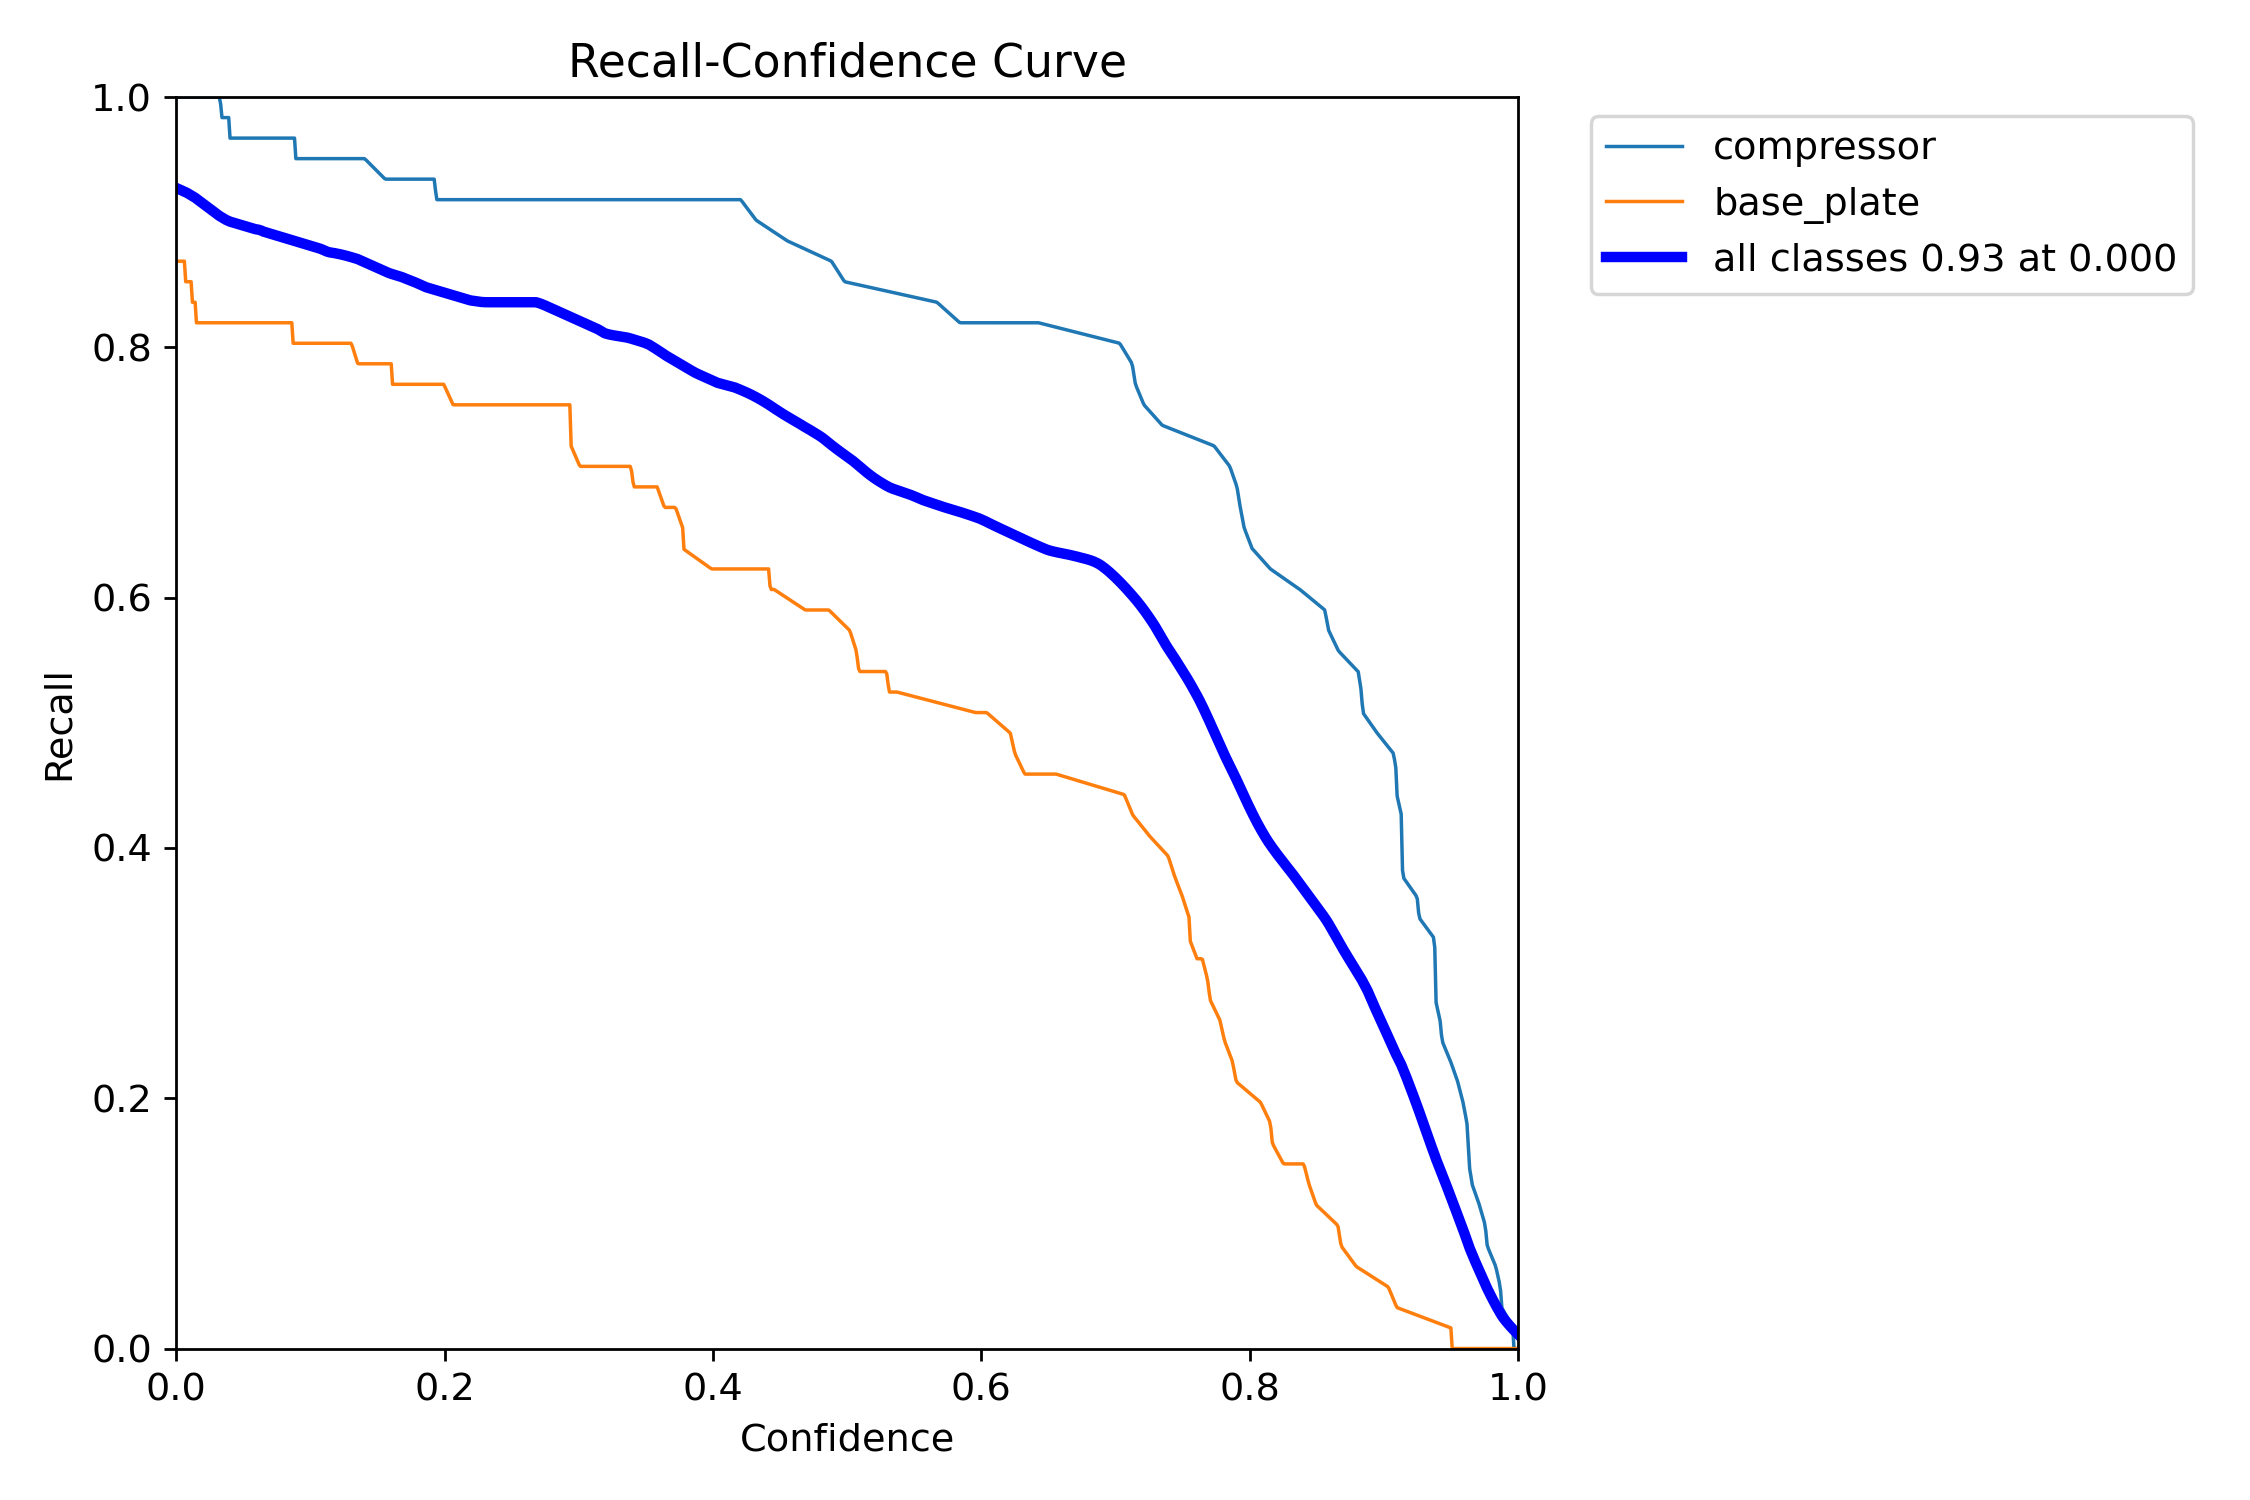 Recall-Confidence Curve
1.0
0.8
0.6
0.4
0.2
0.0
Recall
0.0 0.2 0.4 0.6 0.8 1.0
Confidence
compressor
base_plate
all classes 0.93 at 0.000